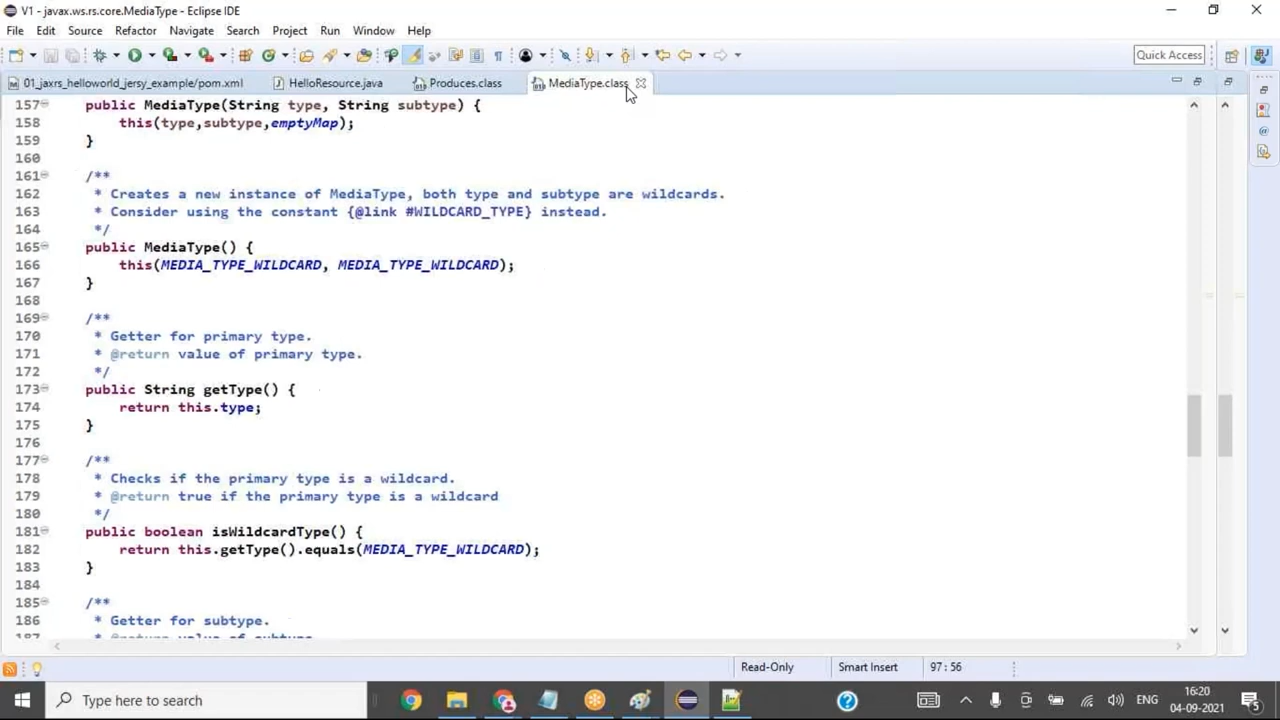 V1 - javax.ws.rs.core.MediaType - Eclipse IDE
File Edit Source Refactor Navigate Search Project Run Window Help
Quick Access
01_jaxrs_helloworld_jersy_example/pom.xml HelloResource.java Produces.class MediaType.class
157 public MediaType(String type, String subtype) {
158 this(type,subtype,emptyMap);
159 }
160
161 /**
162 * Creates a new instance of MediaType, both type and subtype are wildcards.
163 * Consider using the constant {@link #WILDCARD_TYPE} instead.
164 */
165 public MediaType() {
166 this(MEDIA_TYPE_WILDCARD, MEDIA_TYPE_WILDCARD);
167 }
168
169 /**
170 * Getter for primary type.
171 * @return value of primary type.
172 */
173 public String getType() {
174 return this.type;
175 }
176
177 /**
178 * Checks if the primary type is a wildcard.
179 * @return true if the primary type is a wildcard
180 */
181 public boolean isWildcardType() {
182 return this.getType().equals(MEDIA_TYPE_WILDCARD);
183 }
184
185 /**
186 * Getter for subtype.
187 * @return value of subtype
Read-Only Smart Insert 97 : 56
Type here to search
ENG
16:20
04-09-2021
5